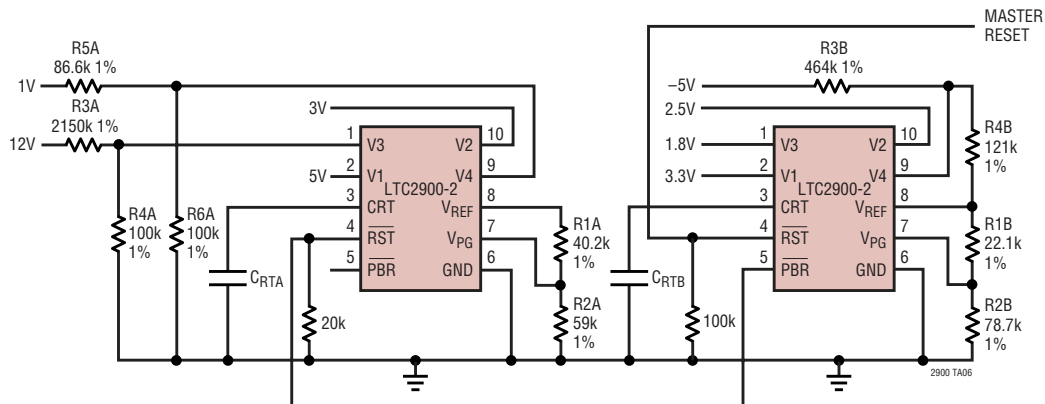 MASTER
RESET
R5A
86.6k 1%
1V
R3A
2150k 1%
12V
3V
5V
1
2
3
4
5
V3
V1
CRT
RST
PBR
LTC2900-2
V2
V4
VREF
VPG
GND
10
9
8
7
6
R4A
100k
1%
R6A
100k
1%
CRTA
20k
R1A
40.2k
1%
R2A
59k
1%
R3B
464k 1%
–5V
2.5V
1.8V
3.3V
1
2
3
4
5
V3
V1
CRT
RST
PBR
LTC2900-2
V2
V4
VREF
VPG
GND
10
9
8
7
6
CRTB
100k
R4B
121k
1%
R1B
22.1k
1%
R2B
78.7k
1%
2900 TA06